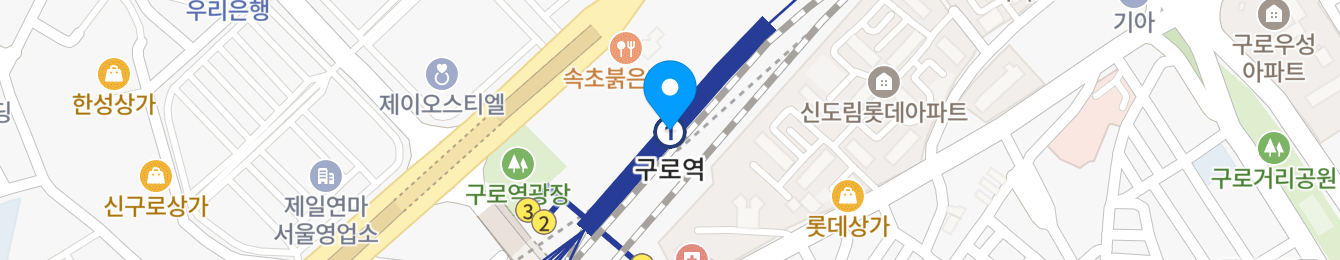 우리은행
기아
구로우성
아파트
속초붉은
한성상가
제이오스티엘
신도림롯데아파트
1
구로역
구로역광장
구로거리공원
신구로상가
제일연마
서울영업소
3
2
롯데상가